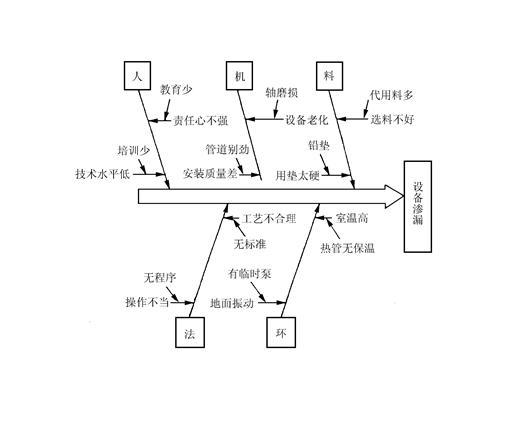 人
机
料
教育少
责任心不强
培训少
技术水平低
轴磨损
设备老化
管道别劲
安装质量差
代用料多
选料不好
铅垫
用垫太硬
设备渗漏
工艺不合理
无标准
无程序
操作不当
室温高
热管无保温
有临时泵
地面振动
法
环